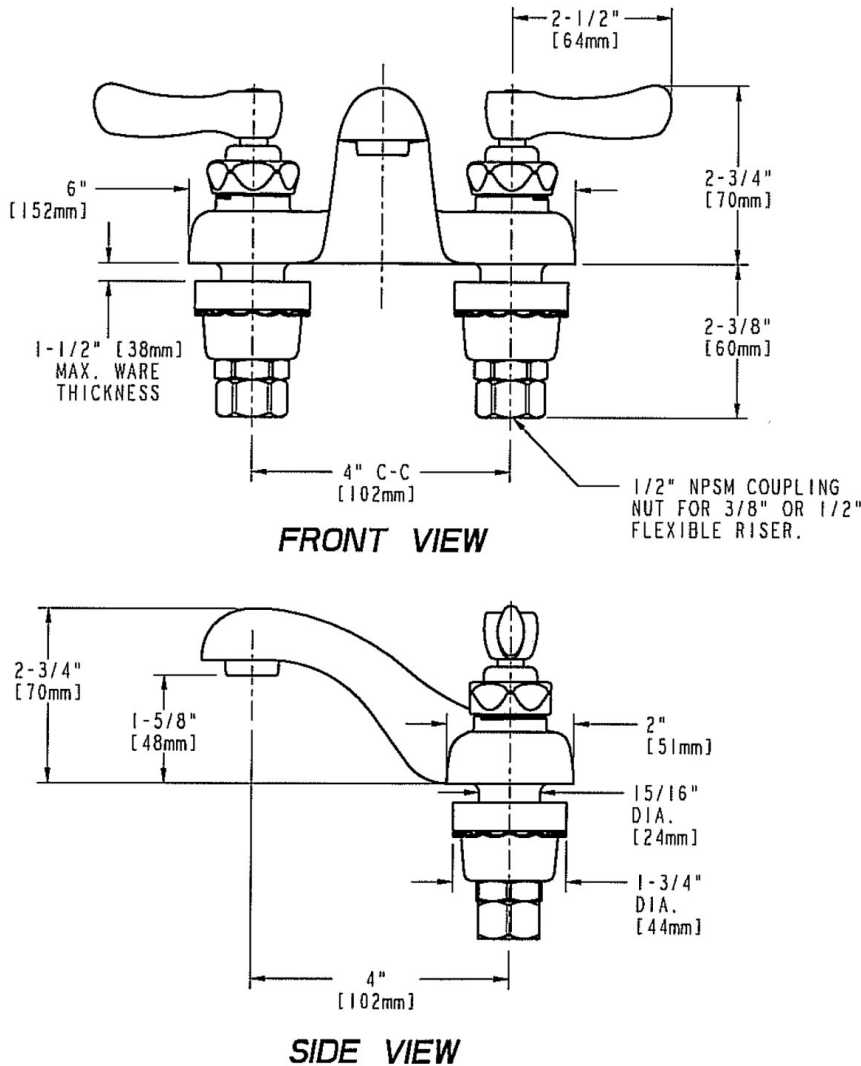 2-1/2"
[64mm]
6"
[152mm]
2-3/4"
[70mm]
1-1/2" [38mm]
MAX. WARE
THICKNESS
2-3/8"
[60mm]
4" C-C
[102mm]
1/2" NPSM COUPLING
NUT FOR 3/8" OR 1/2"
FLEXIBLE RISER.
FRONT VIEW
2-3/4"
[70mm]
1-5/8"
[48mm]
2"
[51mm]
15/16"
DIA.
[24mm]
1-3/4"
DIA.
[44mm]
4"
[102mm]
SIDE VIEW